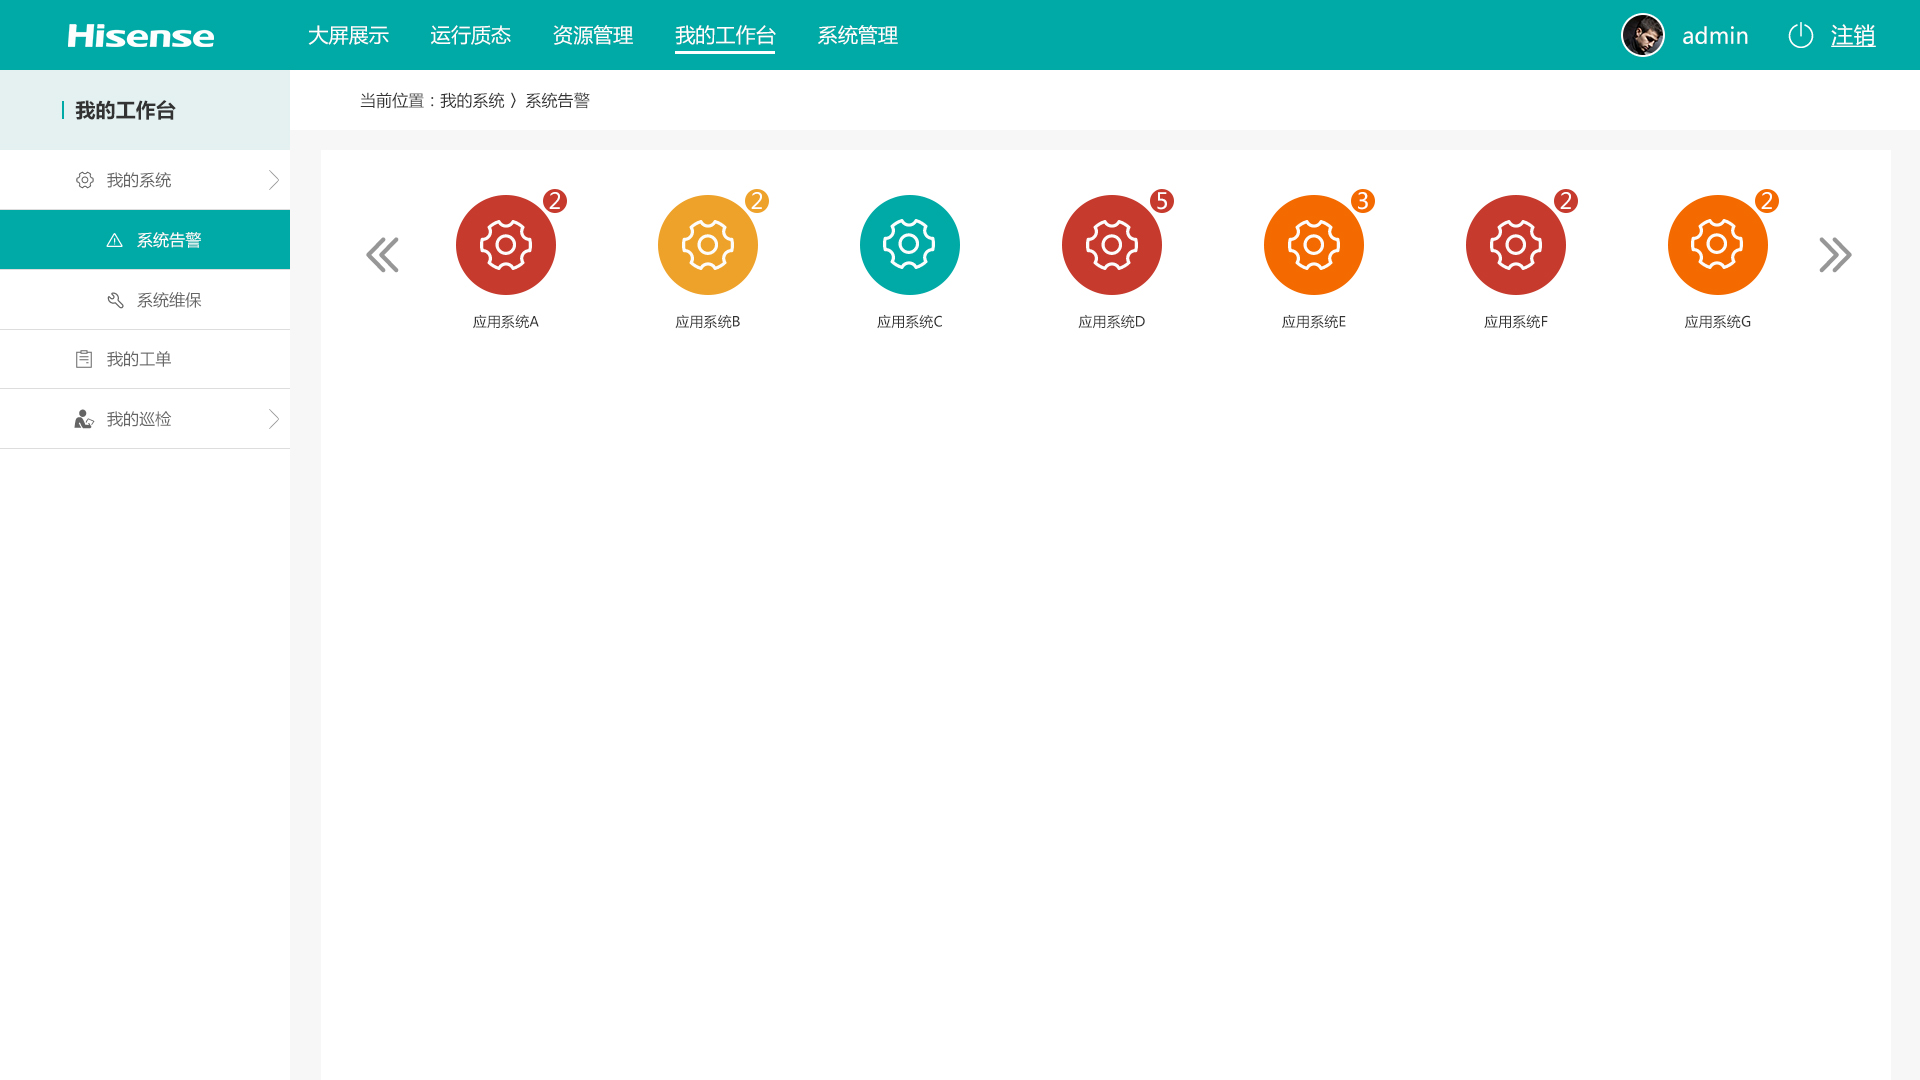 Hisense
大屏展示 运行质态 资源管理 我的工作台 系统管理
admin 注销
我的工作台
当前位置：我的系统 〉系统告警
我的系统
系统告警
系统维保
我的工单
我的巡检
2 2 5 3 2 2
应用系统A 应用系统B 应用系统C 应用系统D 应用系统E 应用系统F 应用系统G